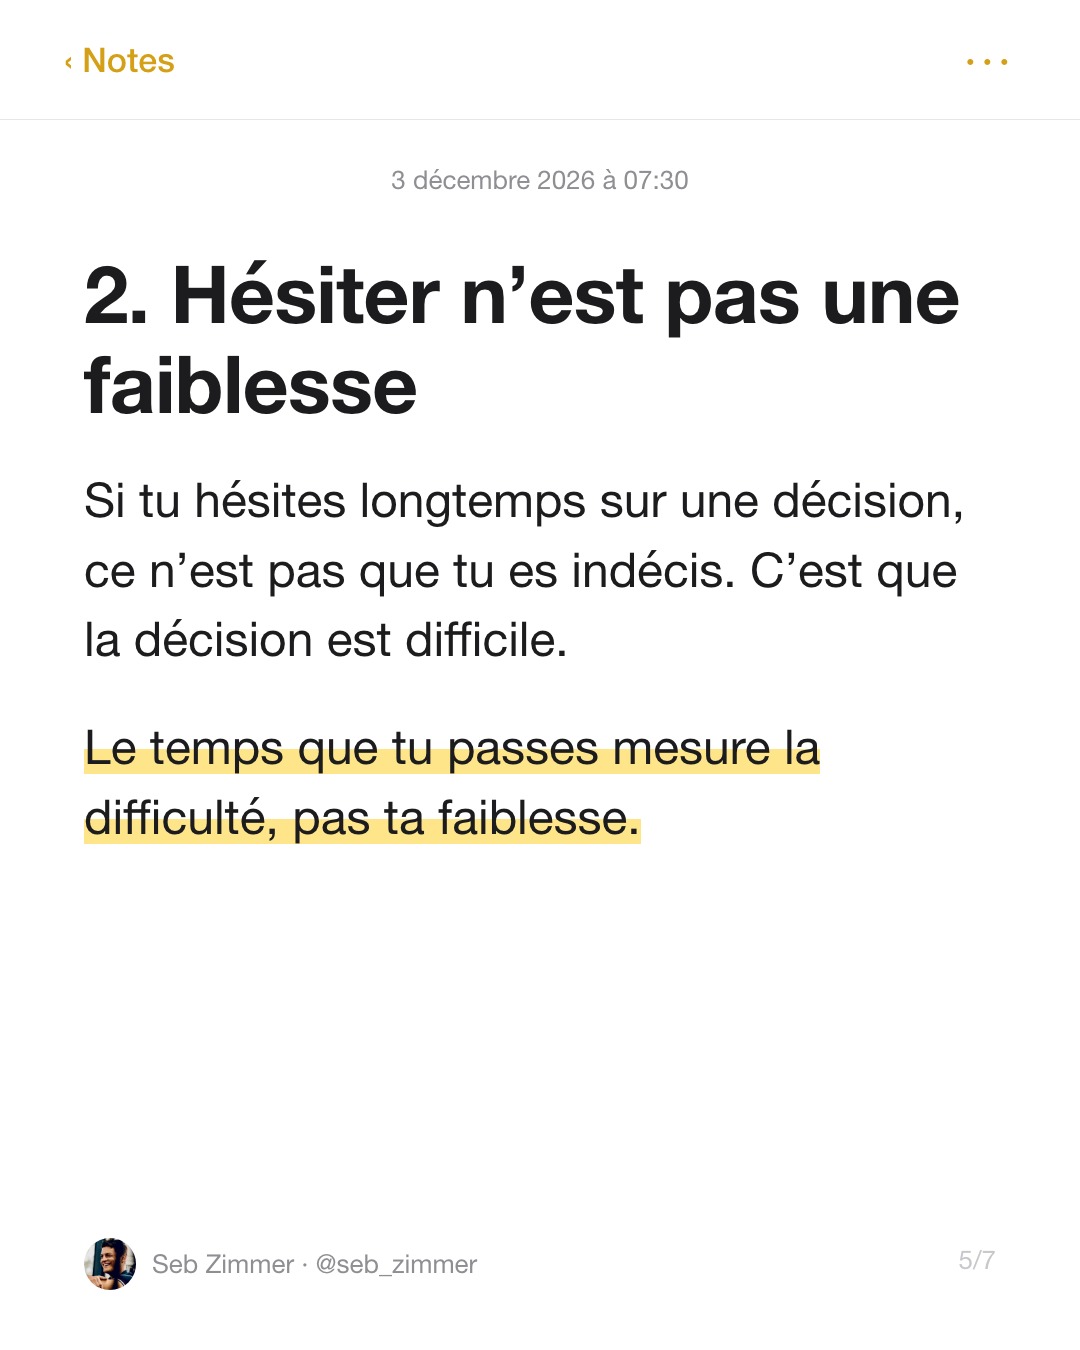 ‹ Notes
...
3 décembre 2026 à 07:30
2. Hésiter n’est pas une
faiblesse
Si tu hésites longtemps sur une décision,
ce n’est pas que tu es indécis. C’est que
la décision est difficile.
Le temps que tu passes mesure la
difficulté, pas ta faiblesse.
Seb Zimmer · @seb_zimmer
5/7